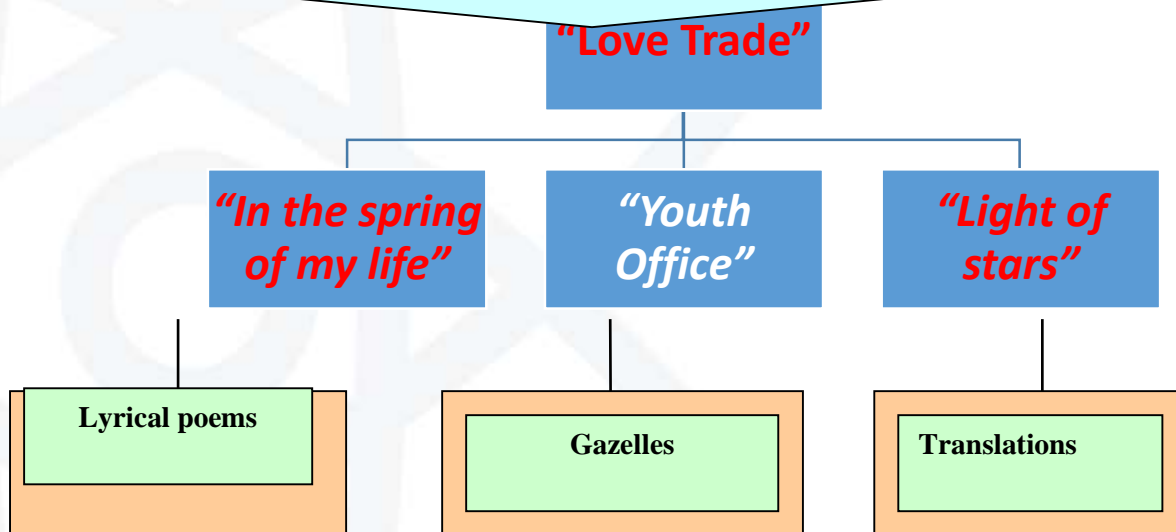 “Love Trade”
“In the spring
of my life”
“Youth
Office”
“Light of
stars”
Lyrical poems
Gazelles
Translations